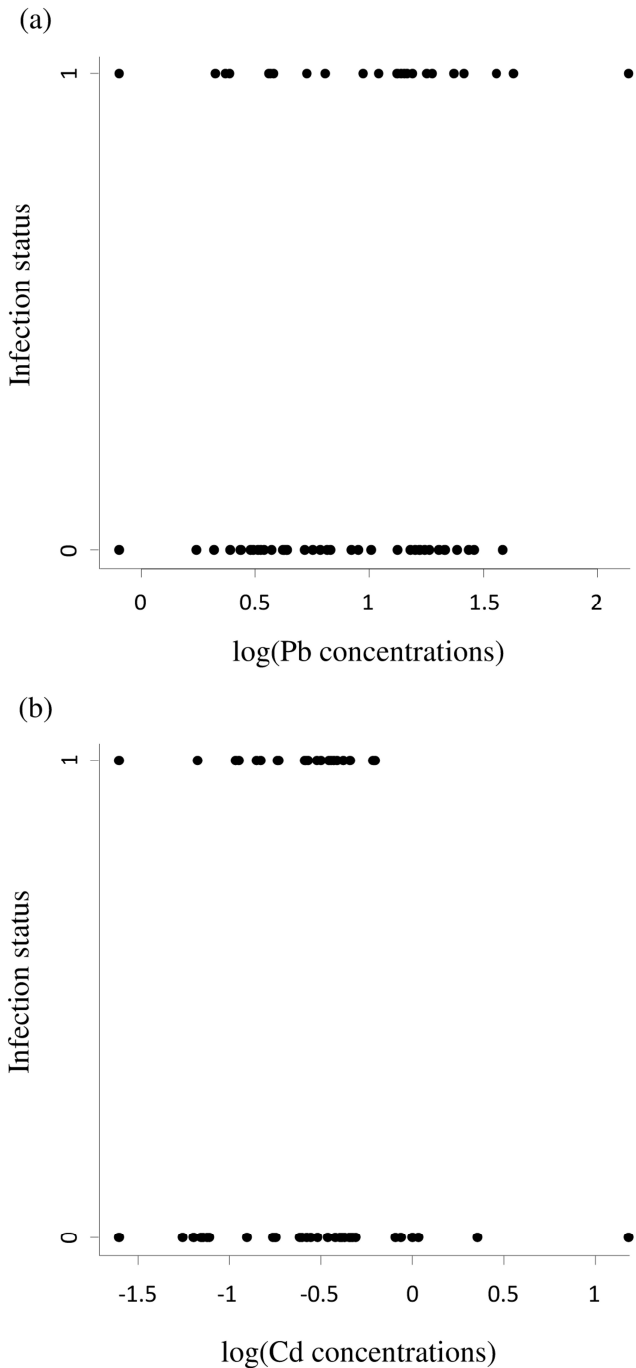 (a)
1
Infection status
0
0 0.5 1 1.5 2
log(Pb concentrations)
(b)
1
Infection status
0
-1.5 -1 -0.5 0 0.5 1
log(Cd concentrations)